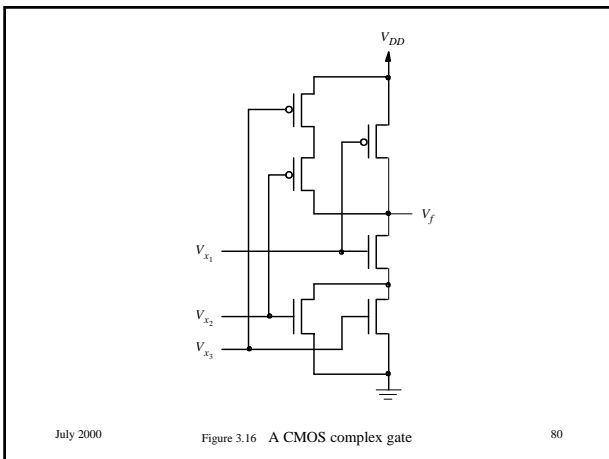 V_DD
V_f
V_x1
V_x2
V_x3
July 2000 Figure 3.16 A CMOS complex gate 80